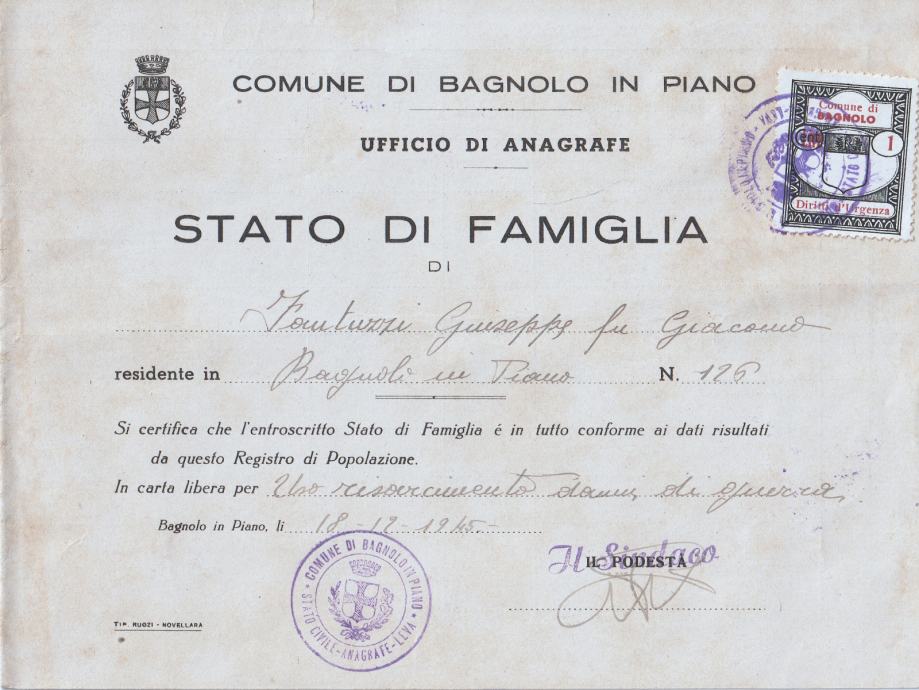 COMUNE DI BAGNOLO IN PIANO
UFFICIO DI ANAGRAFE
Comune di
BAGNOLO
1
Diritti d'Urgenza
STATO DI FAMIGLIA
DI
Fantuzzi Giuseppe fu Giacomo
residente in Bagnolo in Piano N. 126
Si certifica che l'entroscritto Stato di Famiglia é in tutto conforme ai dati risultati
da questo Registro di Popolazione.
In carta libera per Uso risarcimento danni di guerra
Bagnolo in Piano, li 18-12-1945.-
Il Sindaco
IL PODESTÀ
COMUNE DI BAGNOLO IN PIANO
STATO CIVILE-ANAGRAFE-LEVA
TIP. RUOZI - NOVELLARA